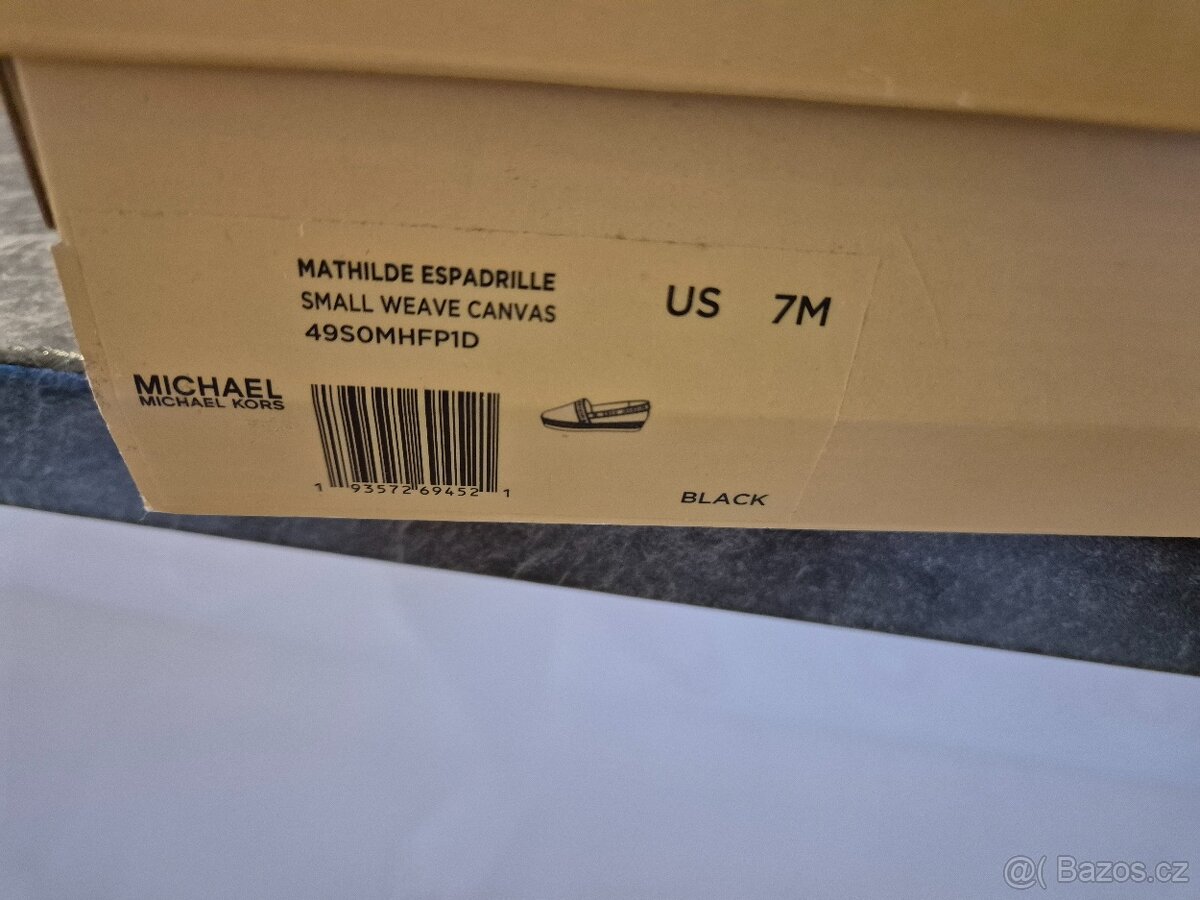 MATHILDE ESPADRILLE
SMALL WEAVE CANVAS
49S0MHFP1D
US 7M
MICHAEL
MICHAEL KORS
1 93572 69452 1
BLACK
@( Bazos.cz